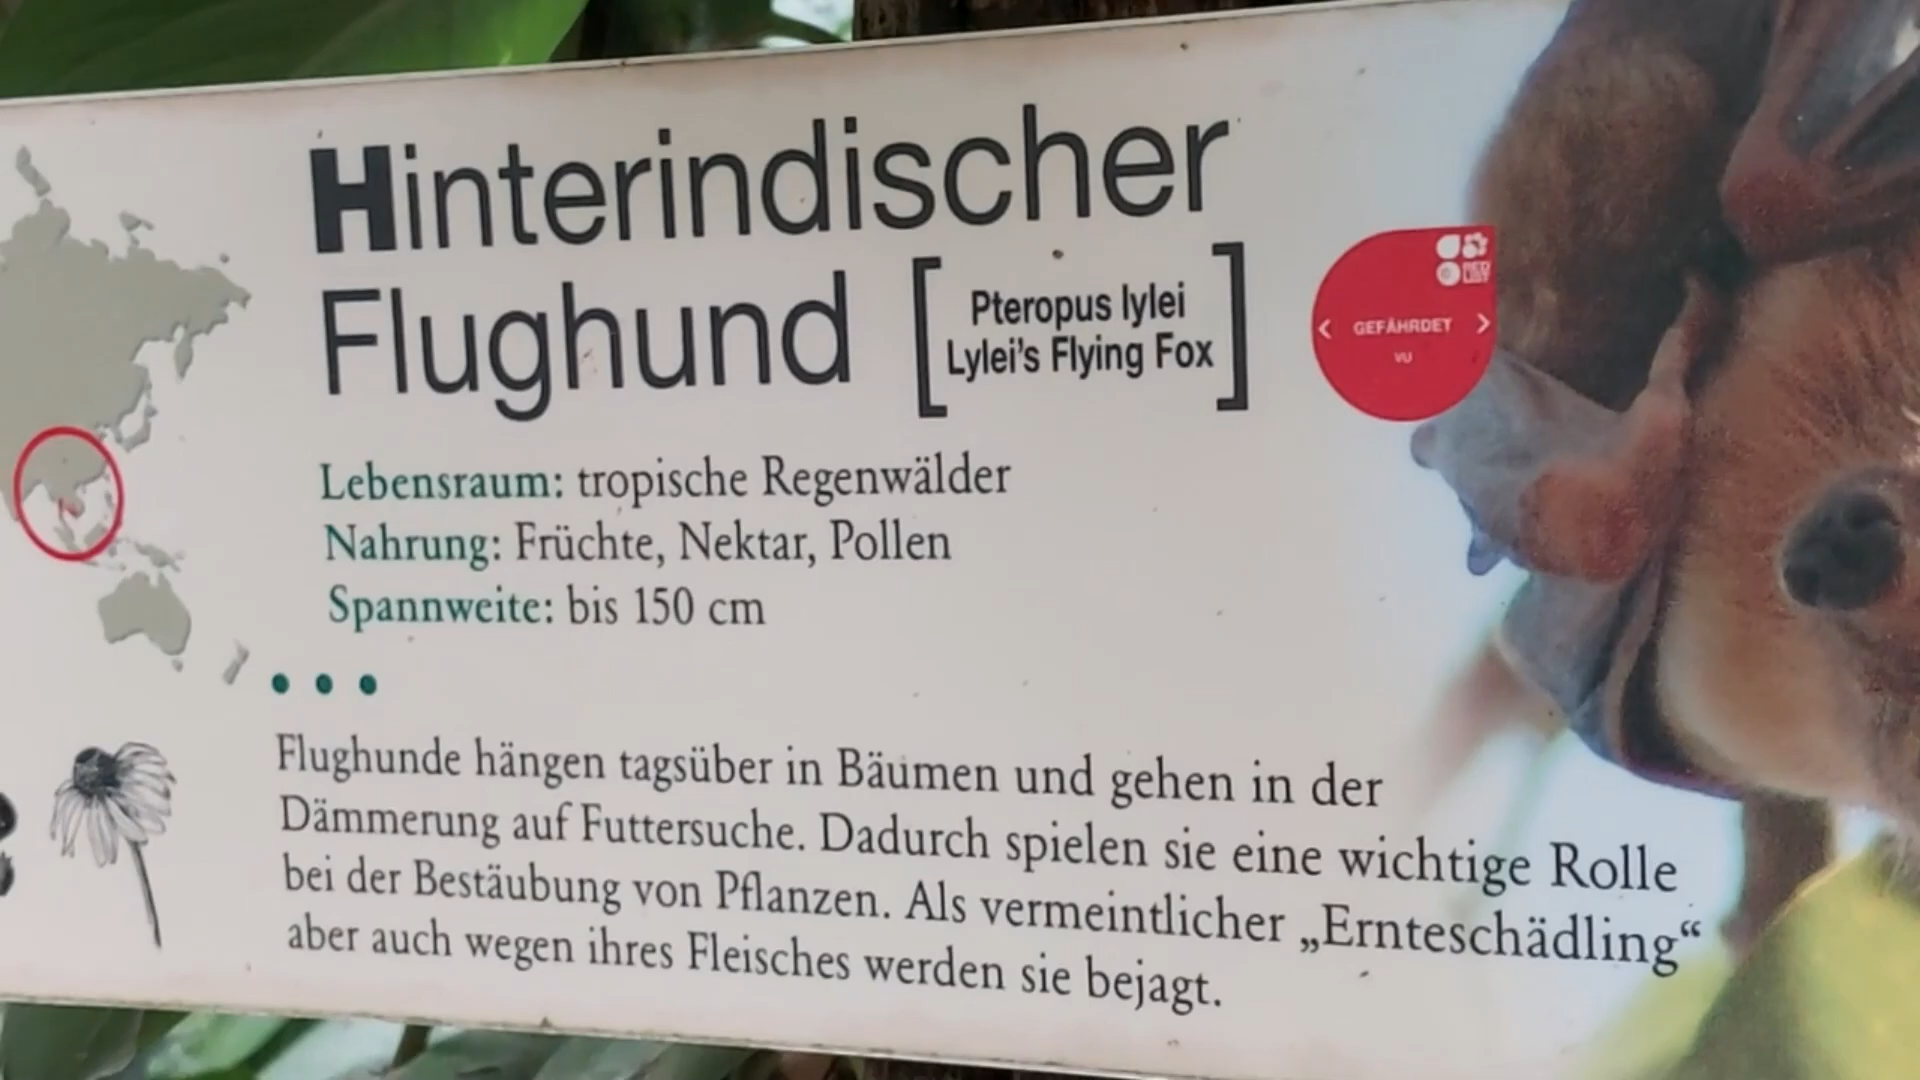 Hinterindischer
Flughund [Pteropus lylei
Lylei's Flying Fox]
RED
LIST
< GEFÄHRDET >
VU
Lebensraum: tropische Regenwälder
Nahrung: Früchte, Nektar, Pollen
Spannweite: bis 150 cm
Flughunde hängen tagsüber in Bäumen und gehen in der
Dämmerung auf Futtersuche. Dadurch spielen sie eine wichtige Rolle
bei der Bestäubung von Pflanzen. Als vermeintlicher „Ernteschädling“
aber auch wegen ihres Fleisches werden sie bejagt.